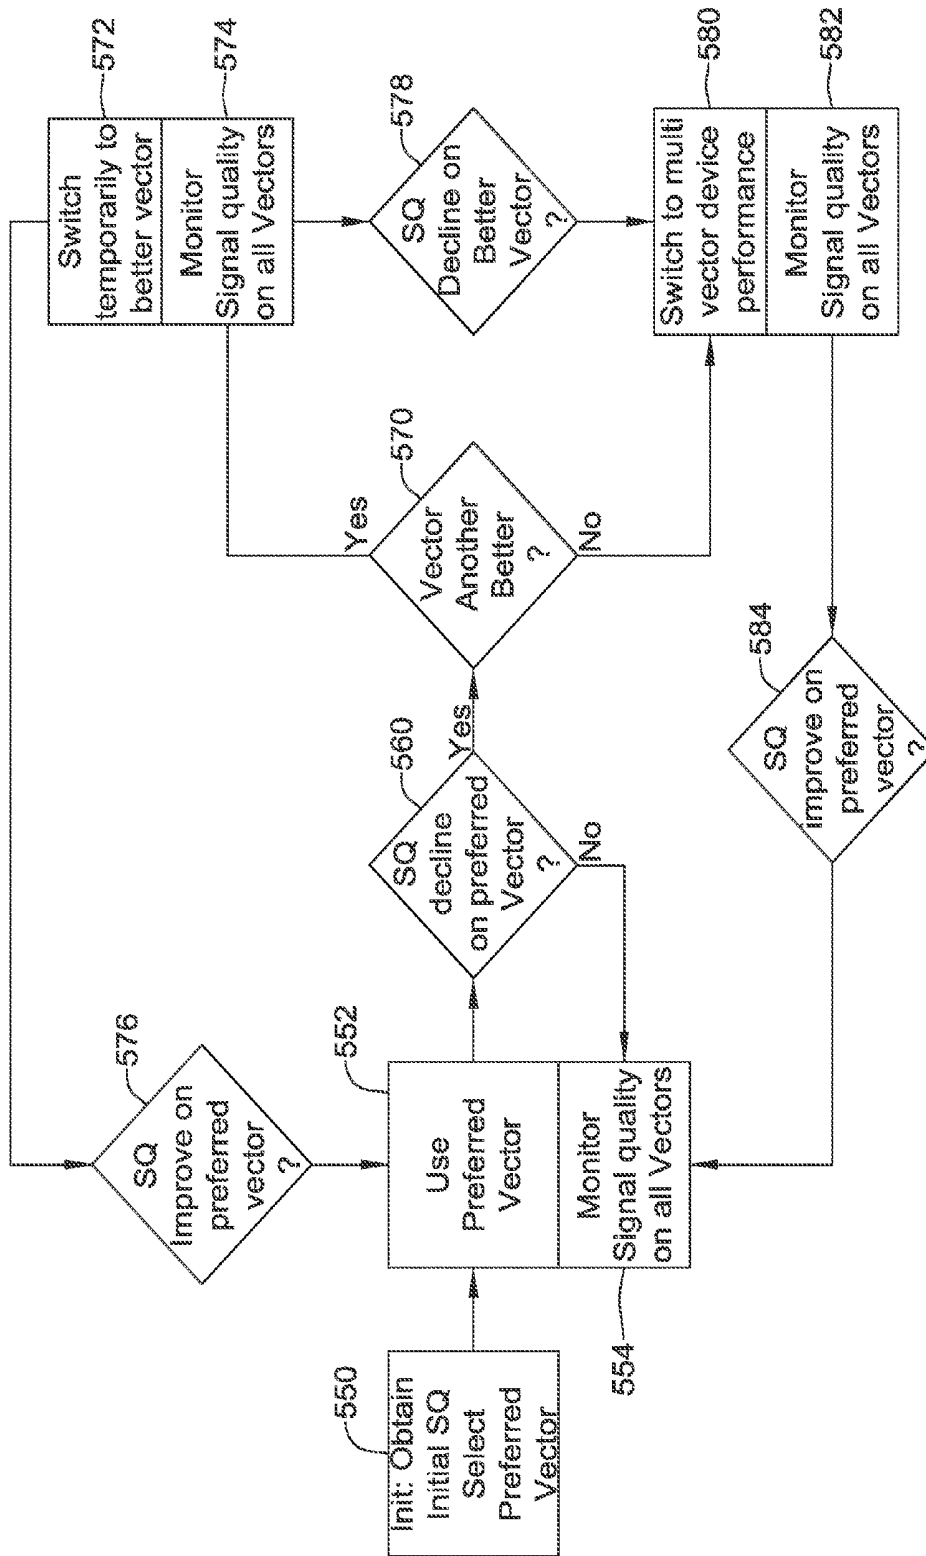 550
Init: Obtain
Initial SQ
Select
Preferred
Vector
552
Use
Preferred
Vector
554
Monitor
Signal quality
on all Vectors
576
SQ
Improve on
preferred
vector
?
560
SQ
decline
on preferred
Vector
?
Yes
No
570
Vector
Another
Better
?
Yes
No
572
Switch
temporarily to
better vector
574
Monitor
Signal quality
on all Vectors
578
SQ
Decline on
Better
Vector
?
580
Switch to multi
vector device
performance
582
Monitor
Signal quality
on all Vectors
584
SQ
Improve on
preferred
vector
?